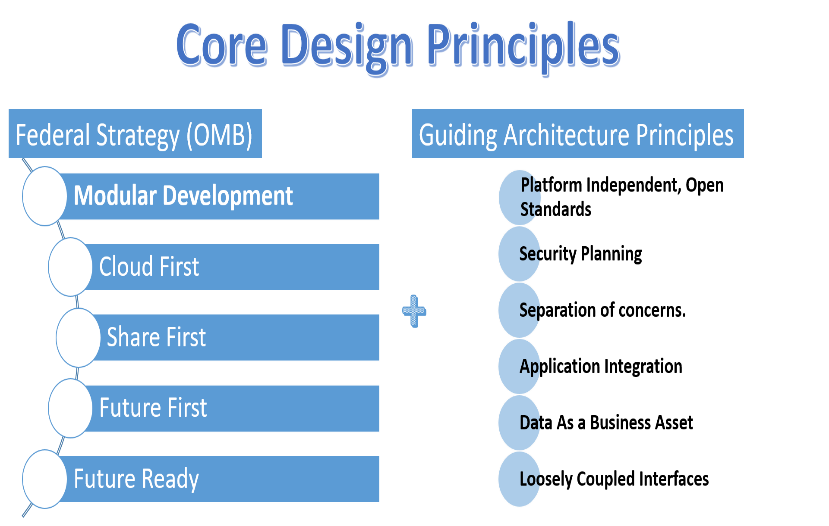 Core Design Principles
Federal Strategy (OMB)
Modular Development
Cloud First
Share First
Future First
Future Ready
Guiding Architecture Principles
Platform Independent, Open
Standards
Security Planning
Separation of concerns.
Application Integration
Data As a Business Asset
Loosely Coupled Interfaces